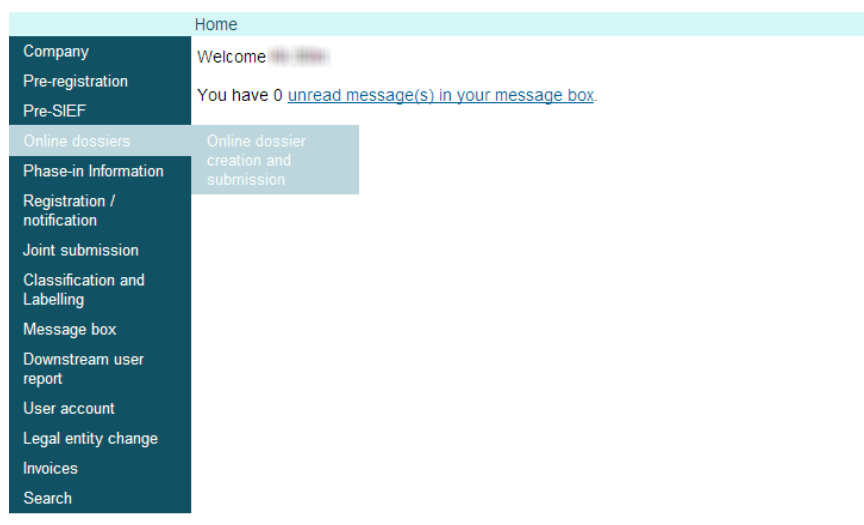 Home
Company
Pre-registration
Pre-SIEF
Online dossiers
Phase-in Information
Registration /
notification
Joint submission
Classification and
Labelling
Message box
Downstream user
report
User account
Legal entity change
Invoices
Search
Online dossier
creation and
submission
Welcome
You have 0 unread message(s) in your message box.